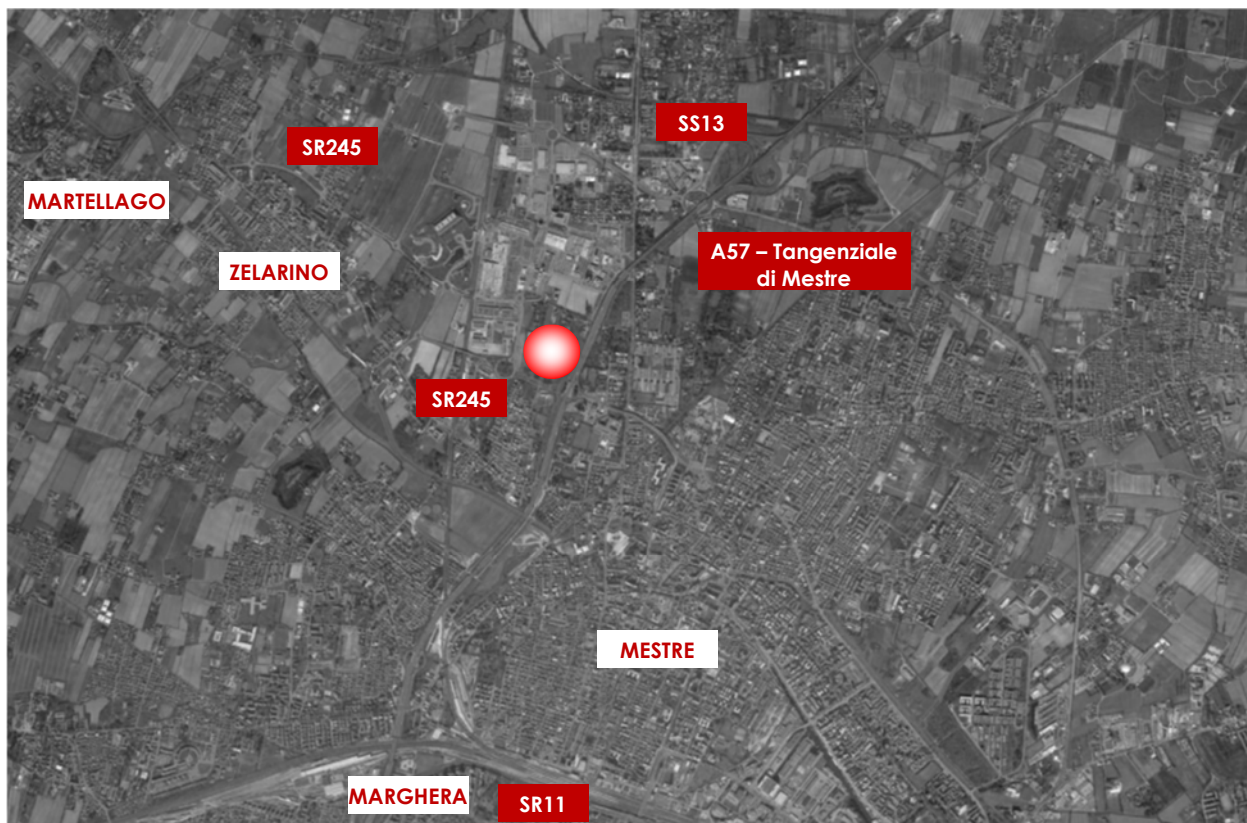 SS13
SR245
MARTELLAGO
A57 – Tangenziale
di Mestre
ZELARINO
SR245
MESTRE
MARGHERA
SR11